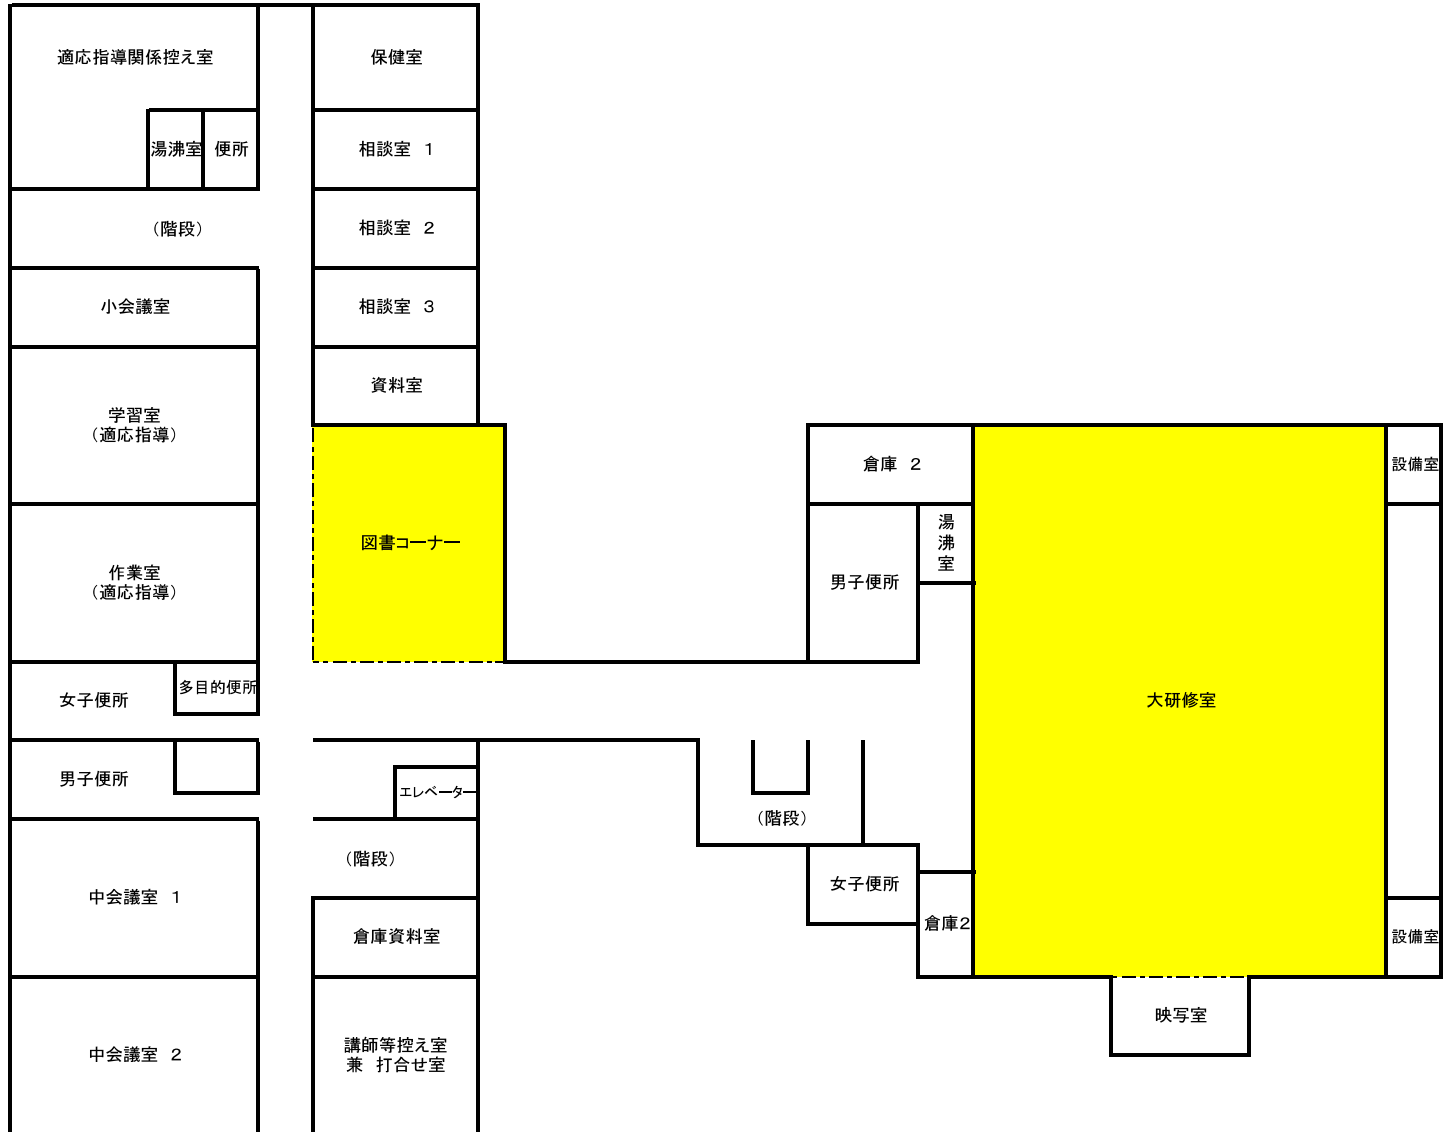 適応指導関係控え室
保健室
湯沸室
便所
相談室　1
（階段）
相談室　2
小会議室
相談室　3
資料室
学習室
（適応指導）
図書コーナー
作業室
（適応指導）
女子便所
多目的便所
男子便所
エレベーター
（階段）
中会議室　1
倉庫資料室
中会議室　2
講師等控え室
兼　打合せ室
倉庫　2
設備室
湯
沸
室
男子便所
大研修室
（階段）
女子便所
倉庫2
設備室
映写室